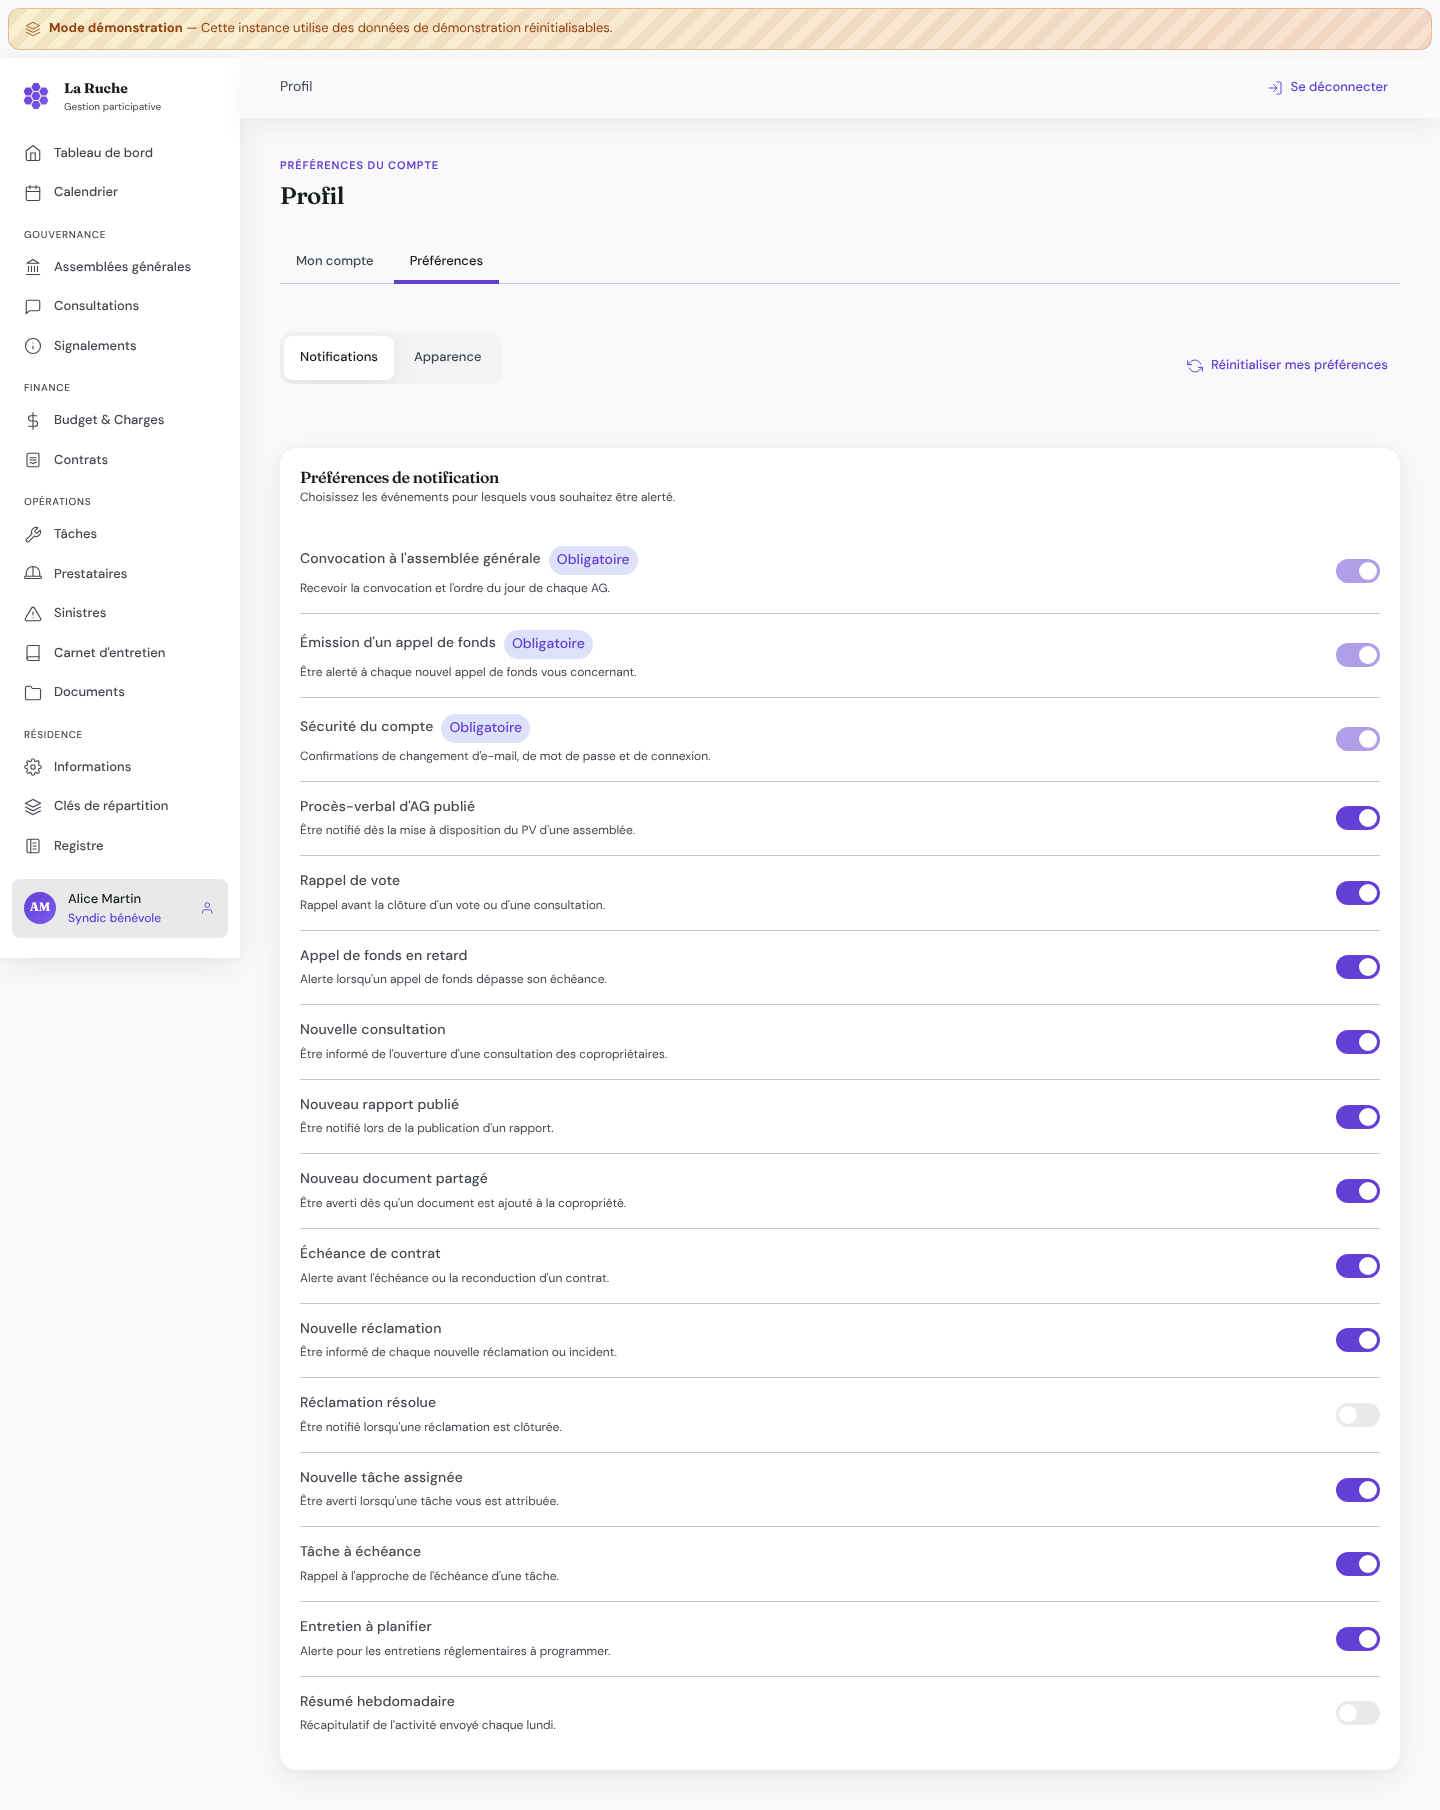 Mode démonstration — Cette instance utilise des données de démonstration réinitialisables.
La Ruche
Gestion participative
Tableau de bord
Calendrier
GOUVERNANCE
Assemblées générales
Consultations
Signalements
FINANCE
Budget & Charges
Contrats
OPÉRATIONS
Tâches
Prestataires
Sinistres
Carnet d'entretien
Documents
RÉSIDENCE
Informations
Clés de répartition
Registre
AM
Alice Martin
Syndic bénévole
Profil
Se déconnecter
PRÉFÉRENCES DU COMPTE
Profil
Mon compte
Préférences
Notifications
Apparence
Réinitialiser mes préférences
Préférences de notification
Choisissez les événements pour lesquels vous souhaitez être alerté.
Convocation à l'assemblée générale Obligatoire
Recevoir la convocation et l'ordre du jour de chaque AG.
Émission d'un appel de fonds Obligatoire
Être alerté à chaque nouvel appel de fonds vous concernant.
Sécurité du compte Obligatoire
Confirmations de changement d'e-mail, de mot de passe et de connexion.
Procès-verbal d'AG publié
Être notifié dès la mise à disposition du PV d'une assemblée.
Rappel de vote
Rappel avant la clôture d'un vote ou d'une consultation.
Appel de fonds en retard
Alerte lorsqu'un appel de fonds dépasse son échéance.
Nouvelle consultation
Être informé de l'ouverture d'une consultation des copropriétaires.
Nouveau rapport publié
Être notifié lors de la publication d'un rapport.
Nouveau document partagé
Être averti dès qu'un document est ajouté à la copropriété.
Échéance de contrat
Alerte avant l'échéance ou la reconduction d'un contrat.
Nouvelle réclamation
Être informé de chaque nouvelle réclamation ou incident.
Réclamation résolue
Être notifié lorsqu'une réclamation est clôturée.
Nouvelle tâche assignée
Être averti lorsqu'une tâche vous est attribuée.
Tâche à échéance
Rappel à l'approche de l'échéance d'une tâche.
Entretien à planifier
Alerte pour les entretiens réglementaires à programmer.
Résumé hebdomadaire
Récapitulatif de l'activité envoyé chaque lundi.